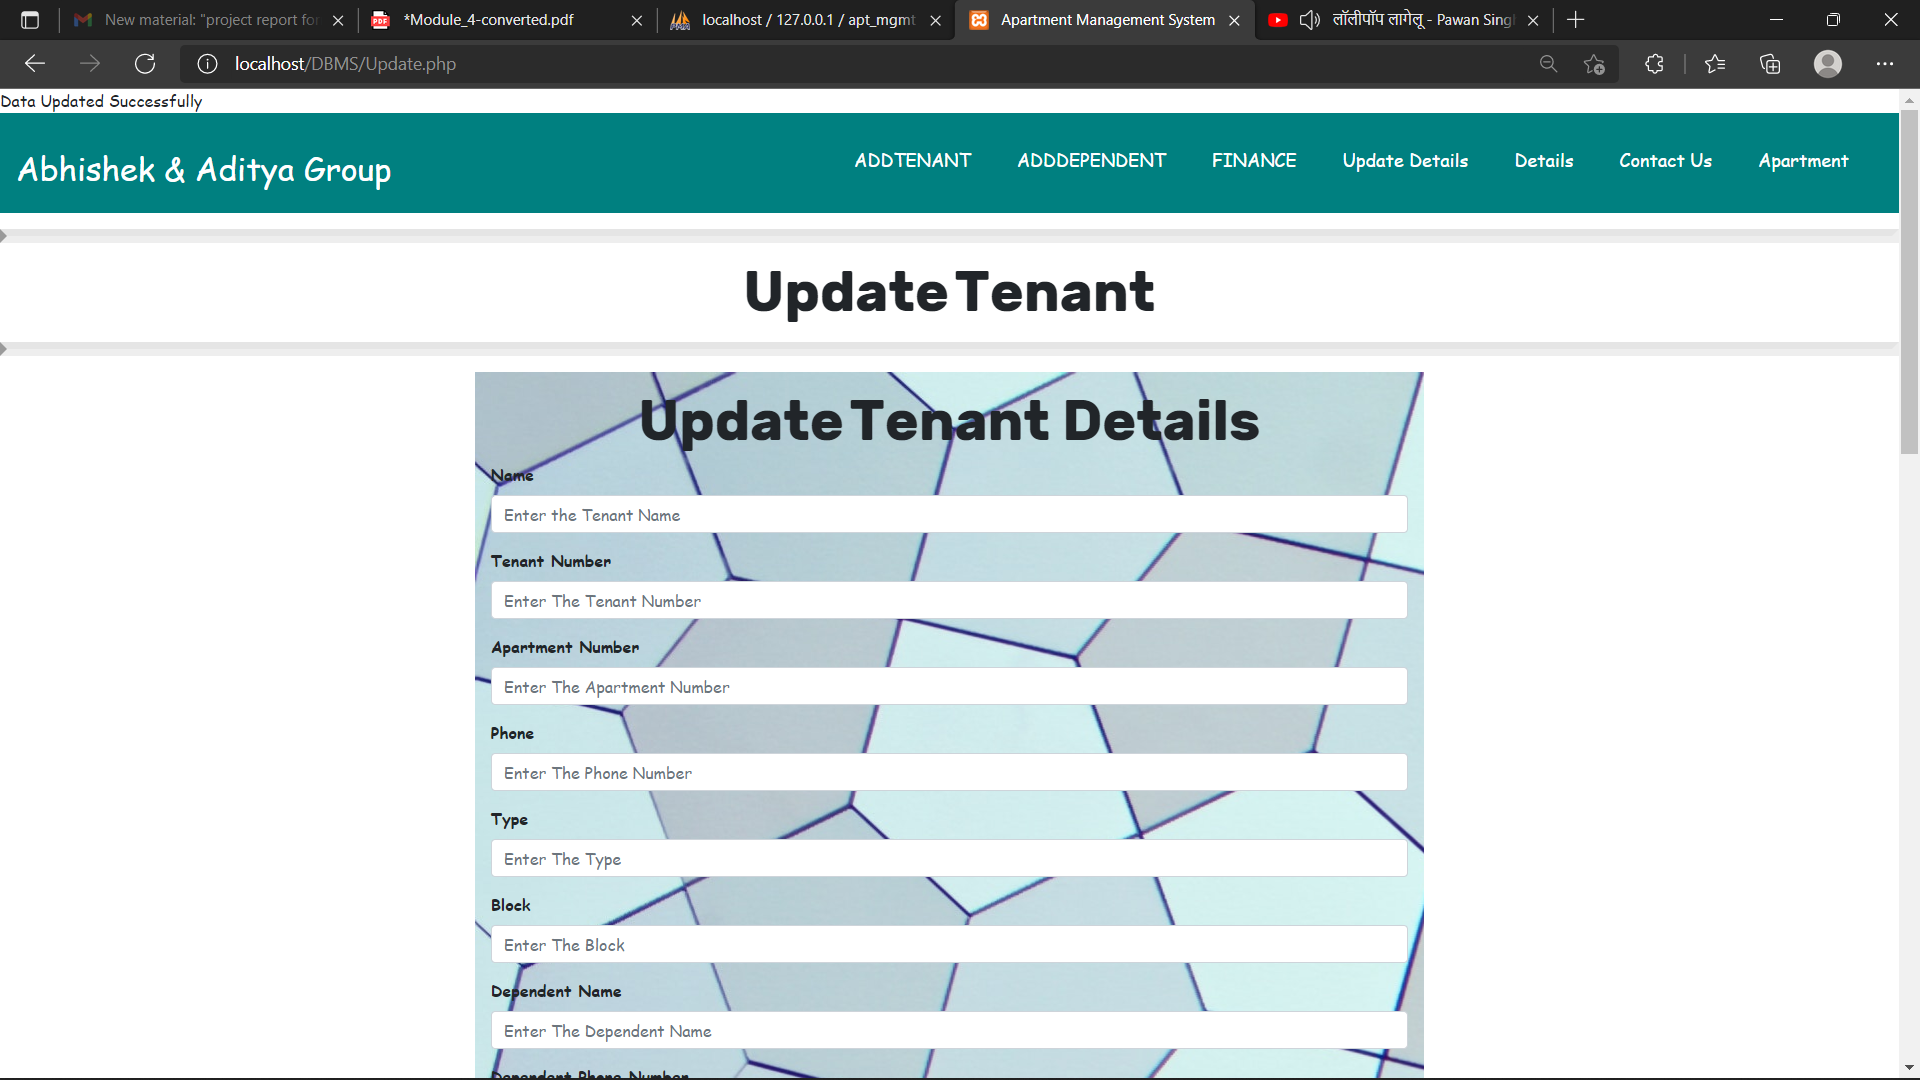 New material: "project report for
*Module_4-converted.pdf
localhost / 127.0.0.1 / apt_mgmt
Apartment Management System
लॉलीपॉप लागेलू - Pawan Singh
localhost/DBMS/Update.php
Data Updated Successfully
Abhishek & Aditya Group
ADDTENANT
ADDDEPENDENT
FINANCE
Update Details
Details
Contact Us
Apartment
Update Tenant
Update Tenant Details
Name
Enter the Tenant Name
Tenant Number
Enter The Tenant Number
Apartment Number
Enter The Apartment Number
Phone
Enter The Phone Number
Type
Enter The Type
Block
Enter The Block
Dependent Name
Enter The Dependent Name
Dependent Phone Number